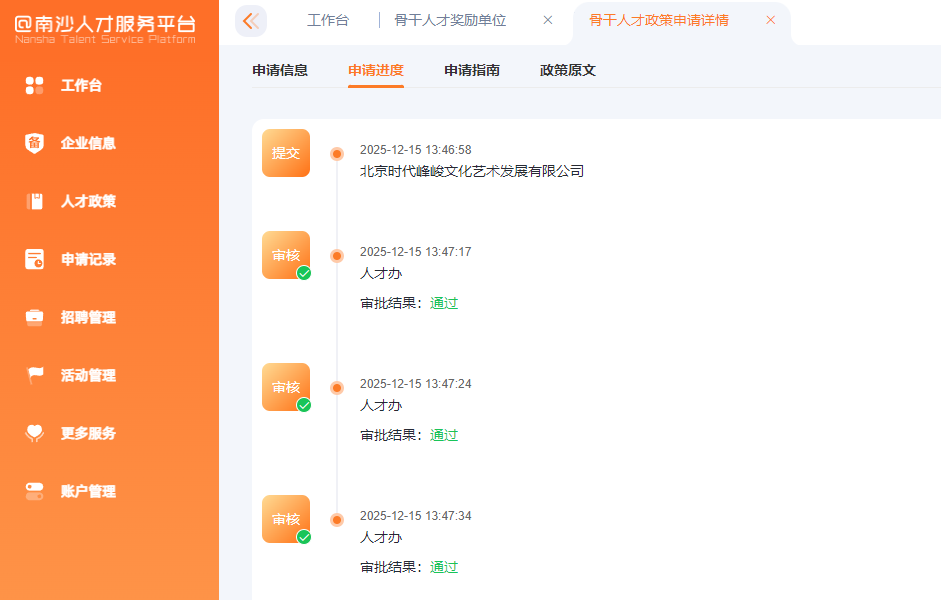 @南沙人才服务平台
Nansha Talent Service Platform
工作台
备
企业信息
人才政策
申请记录
招聘管理
活动管理
更多服务
账户管理
工作台
骨干人才奖励单位
骨干人才政策申请详情
申请信息
申请进度
申请指南
政策原文
提交
2025-12-15 13:46:58
北京时代峰峻文化艺术发展有限公司
审核
2025-12-15 13:47:17
人才办
审批结果：通过
审核
2025-12-15 13:47:24
人才办
审批结果：通过
审核
2025-12-15 13:47:34
人才办
审批结果：通过